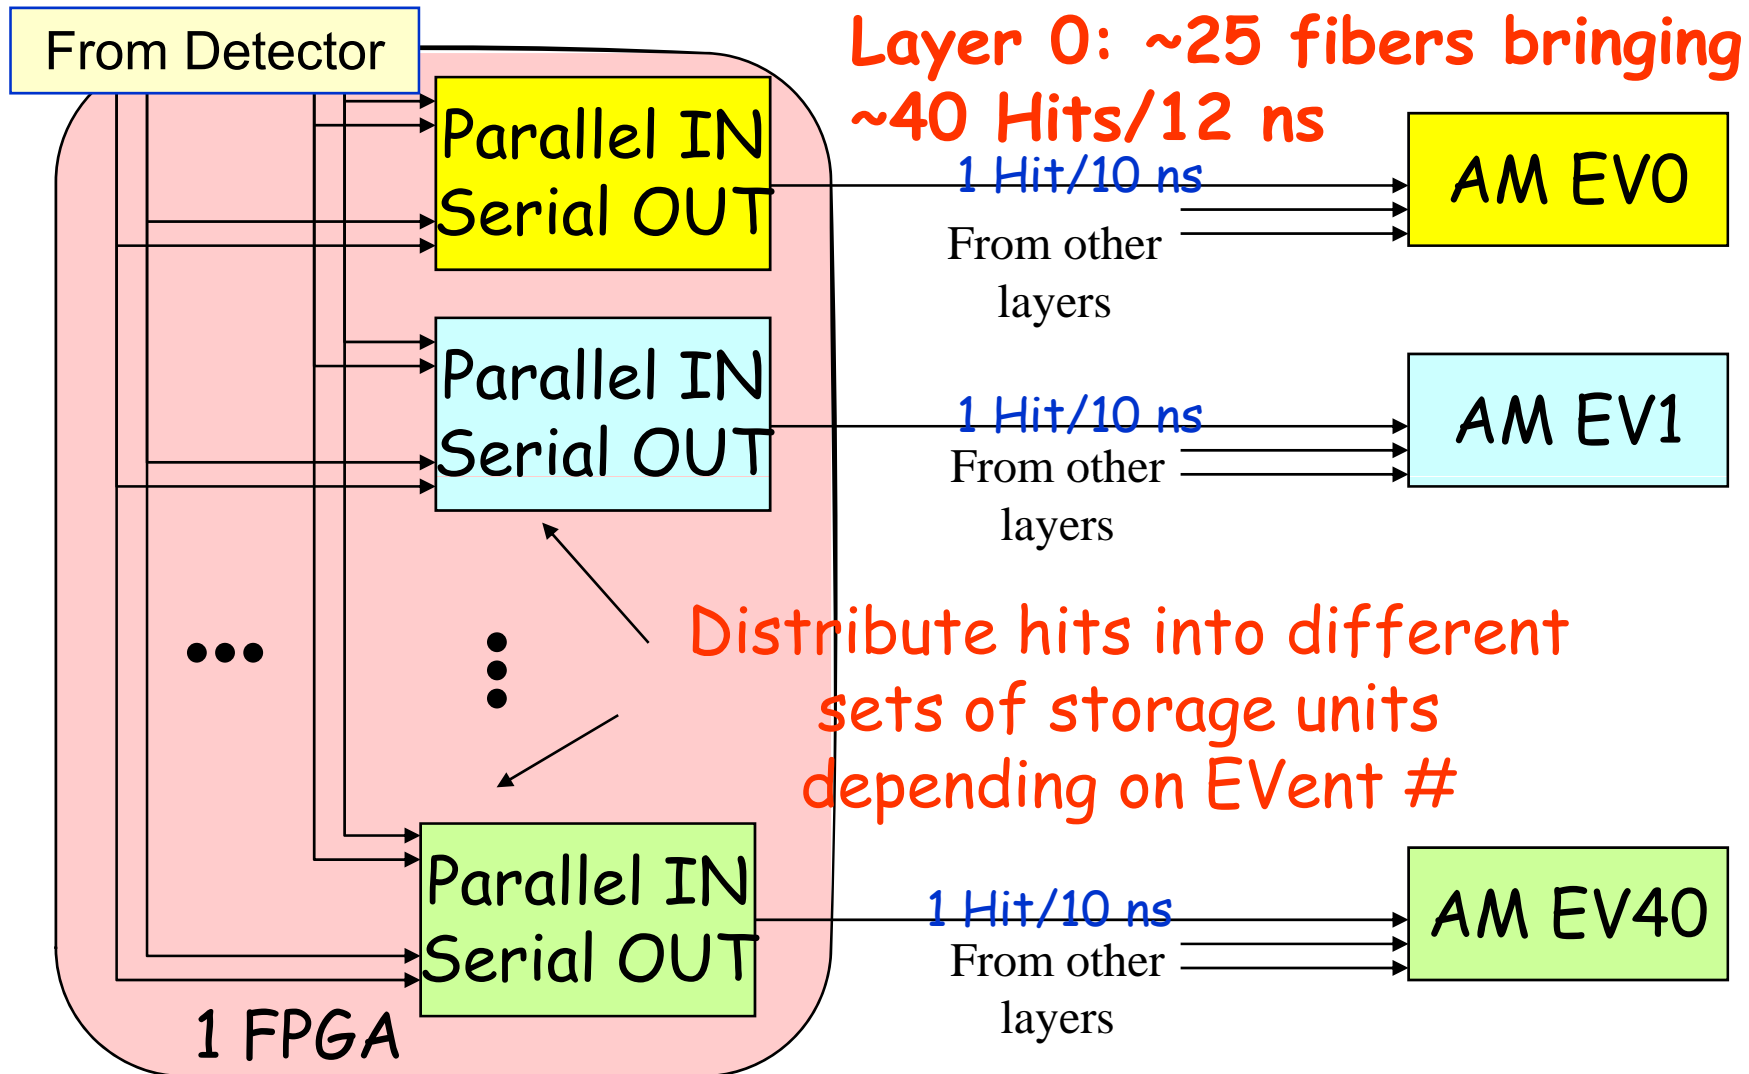 From Detector
Layer 0: ~25 fibers bringing
~40 Hits/12 ns
Parallel IN
Serial OUT
1 Hit/10 ns
From other
layers
AM EV0
Parallel IN
Serial OUT
1 Hit/10 ns
From other
layers
AM EV1
Distribute hits into different
sets of storage units
depending on EVent #
Parallel IN
Serial OUT
1 Hit/10 ns
From other
layers
AM EV40
1 FPGA